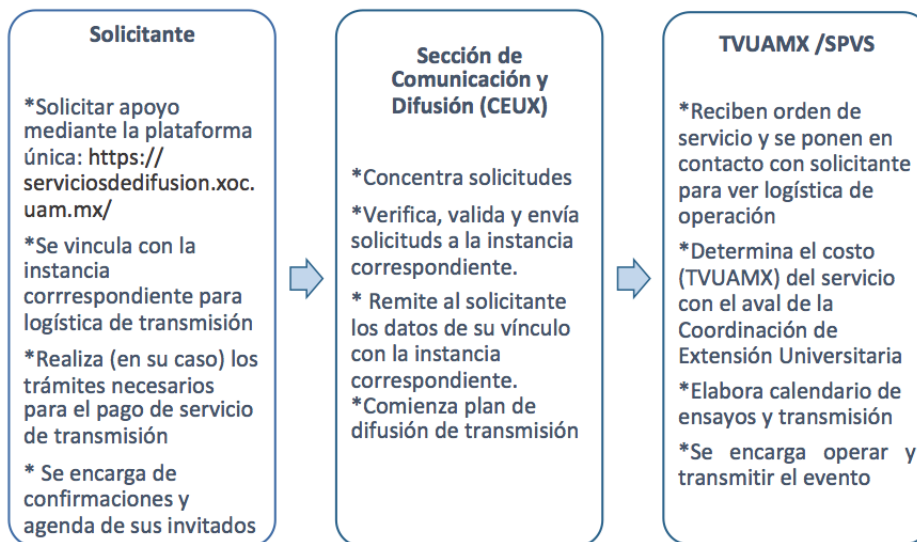 Solicitante
*Solicitar apoyo
mediante la plataforma
única: https://
serviciosdedifusion.xoc.
uam.mx/
*Se vincula con la
instancia
corrrespondiente para
logística de transmisión
*Realiza (en su caso) los
trámites necesarios
para el pago de servicio
de transmisión
* Se encarga de
confirmaciones y
agenda de sus invitados
Sección de
Comunicación y
Difusión (CEUX)
*Concentra solicitudes
*Verifica, valida y envía
solicituds a la instancia
correspondiente.
* Remite al solicitante
los datos de su vínculo
con la instancia
correspondiente.
*Comienza plan de
difusión de transmisión
TVUAMX /SPVS
*Reciben orden de
servicio y se ponen en
contacto con solicitante
para ver logística de
operación
*Determina el costo
(TVUAMX) del servicio
con el aval de la
Coordinación de
Extensión Universitaria
*Elabora calendario de
ensayos y transmisión
*Se encarga operar y
transmitir el evento